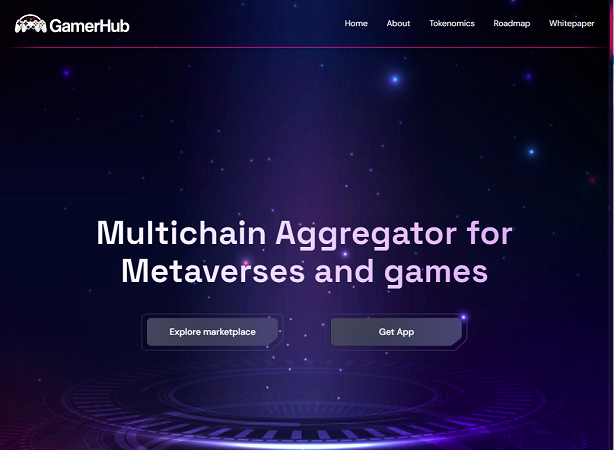 GamerHub
Home About Tokenomics Roadmap Whitepaper
Multichain Aggregator for
Metaverses and games
Explore marketplace Get App